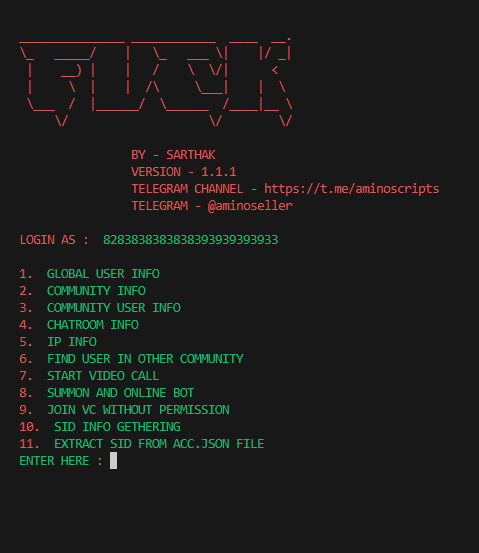 BY - SARTHAK
VERSION - 1.1.1
TELEGRAM CHANNEL - https://t.me/aminoscripts
TELEGRAM - @aminoseller
LOGIN AS : 8283838383838393939393933
1. GLOBAL USER INFO
2. COMMUNITY INFO
3. COMMUNITY USER INFO
4. CHATROOM INFO
5. IP INFO
6. FIND USER IN OTHER COMMUNITY
7. START VIDEO CALL
8. SUMMON AND ONLINE BOT
9. JOIN VC WITHOUT PERMISSION
10. SID INFO GETHERING
11. EXTRACT SID FROM ACC.JSON FILE
ENTER HERE :